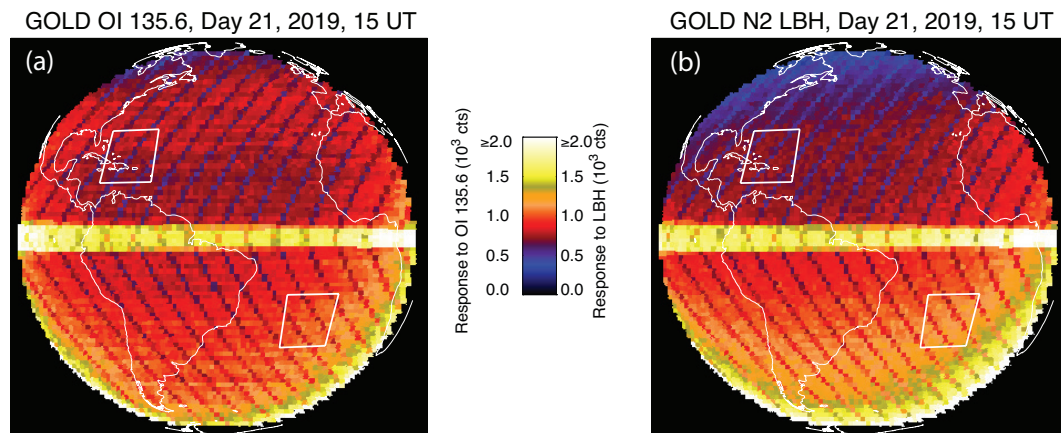 GOLD OI 135.6, Day 21, 2019, 15 UT
GOLD N2 LBH, Day 21, 2019, 15 UT
(a)
(b)
Response to OI 135.6 (10³ cts)
≥2.0
1.5
1.0
0.5
0.0
≥2.0
1.5
1.0
0.5
0.0
Response to LBH (10³ cts)